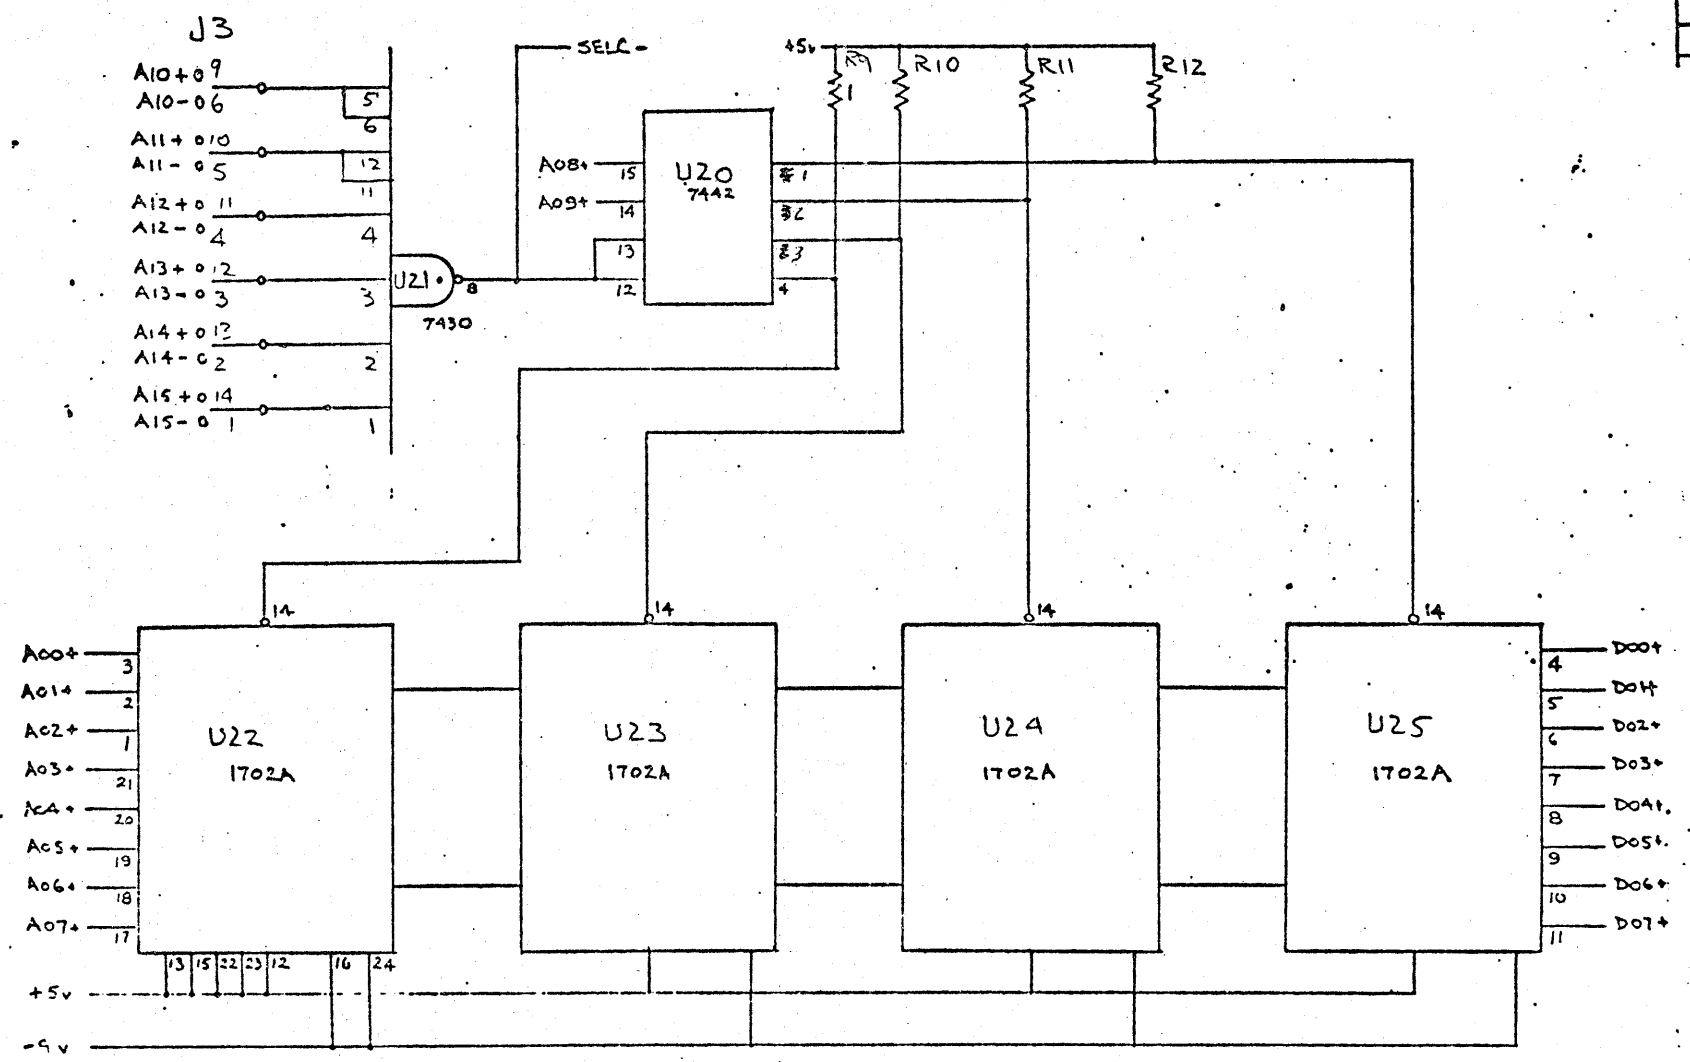 J3
SELC -
+5v
R9
R10
R11
R12
A10+ o 9
A10- o 6
5
6
A11+ o 10
A11- o 5
12
11
A12+ o 11
A12- o 4
4
A13+ o 12
A13- o 3
3
A14+ o 13
A14- o 2
2
A15+ o 14
A15- o 1
1
U21
8
7430
A08+
15
A09+
14
13
12
U20
7442
1
2
3
4
1
14
14
14
14
A00+
3
A01+
2
A02+
1
A03+
21
A04+
20
A05+
19
A06+
18
A07+
17
U22
1702A
U23
1702A
U24
1702A
U25
1702A
4
D00+
5
D01+
6
D02+
7
D03+
8
D04+
9
D05+
10
D06+
11
D07+
13 15 22 23 12 16 24
+5v
-9v